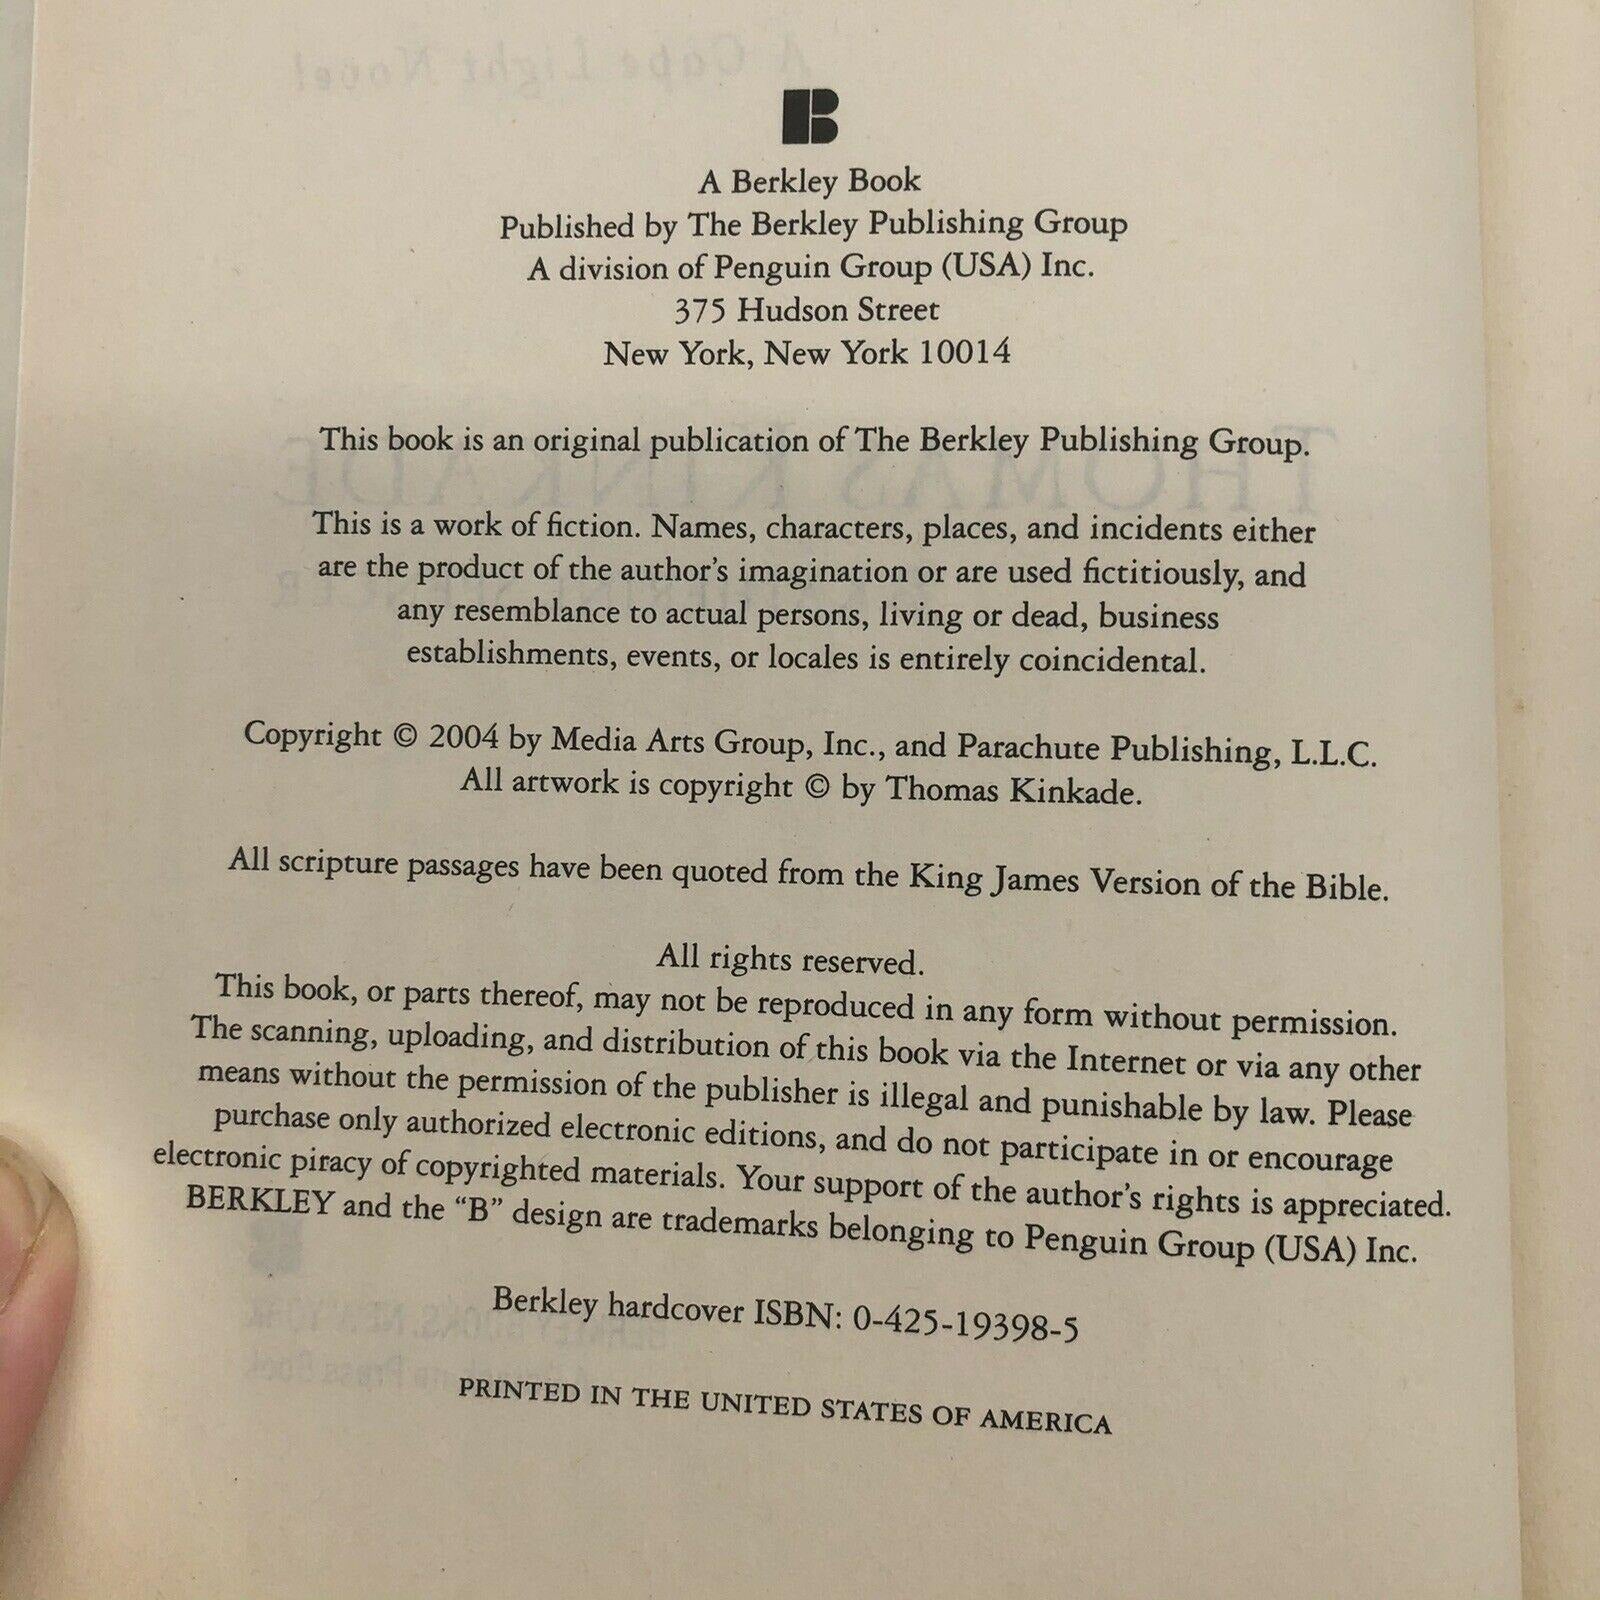 A Cape Light Novel
B
A Berkley Book
Published by The Berkley Publishing Group
A division of Penguin Group (USA) Inc.
375 Hudson Street
New York, New York 10014
THOMAS KINKADE
This book is an original publication of The Berkley Publishing Group.
This is a work of fiction. Names, characters, places, and incidents either
are the product of the author's imagination or are used fictitiously, and
any resemblance to actual persons, living or dead, business
establishments, events, or locales is entirely coincidental.
Copyright © 2004 by Media Arts Group, Inc., and Parachute Publishing, L.L.C.
All artwork is copyright © by Thomas Kinkade.
All scripture passages have been quoted from the King James Version of the Bible.
All rights reserved.
This book, or parts thereof, may not be reproduced in any form without permission.
The scanning, uploading, and distribution of this book via the Internet or via any other
means without the permission of the publisher is illegal and punishable by law. Please
purchase only authorized electronic editions, and do not participate in or encourage
electronic piracy of copyrighted materials. Your support of the author's rights is appreciated.
BERKLEY and the “B” design are trademarks belonging to Penguin Group (USA) Inc.
Berkley hardcover ISBN: 0-425-19398-5
PRINTED IN THE UNITED STATES OF AMERICA